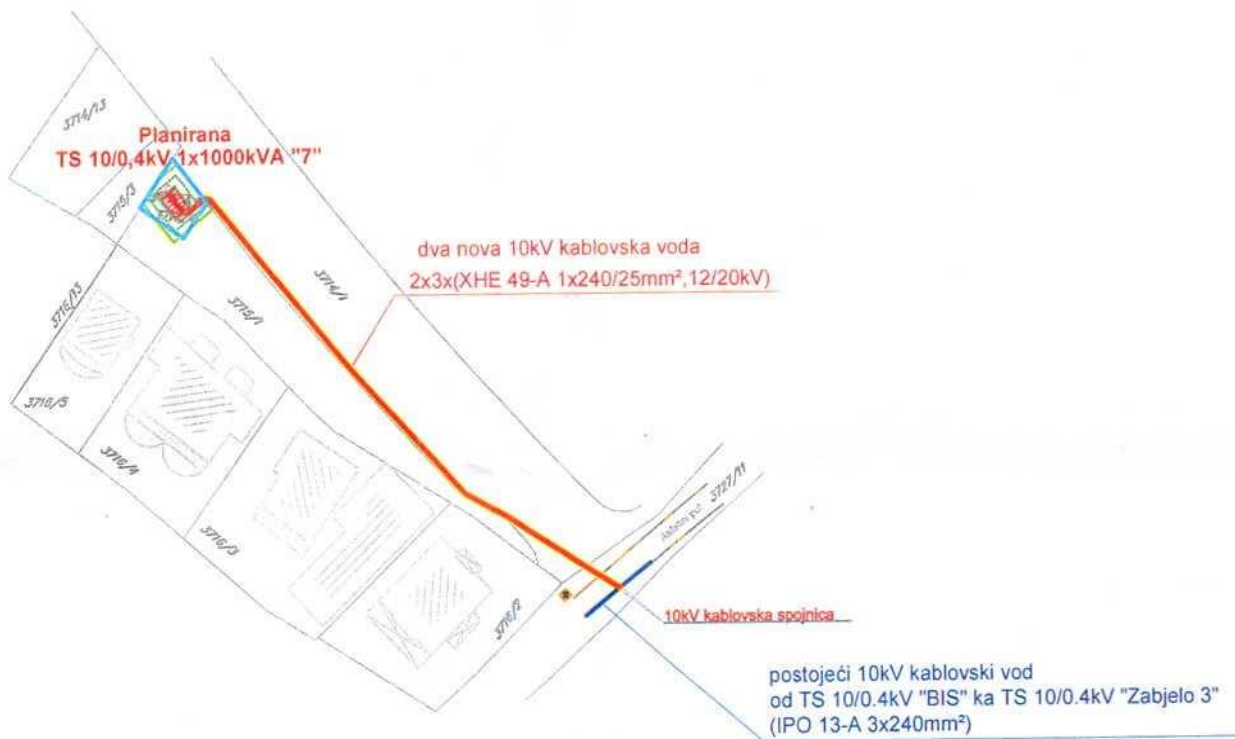 3714/13
Planirana
TS 10/0,4kV 1x1000kVA "7"
3715/3
dva nova 10kV kablovska voda
2x3x(XHE 49-A 1x240/25mm²,12/20kV)
3714/1
3715/1
3716/13
3716/5
3716/4
3716/3
3716/2
Asfaltni put
3727/11
10kV kablovska spojnica
postojeći 10kV kablovski vod
od TS 10/0.4kV "BIS" ka TS 10/0.4kV "Zabjelo 3"
(IPO 13-A 3x240mm²)